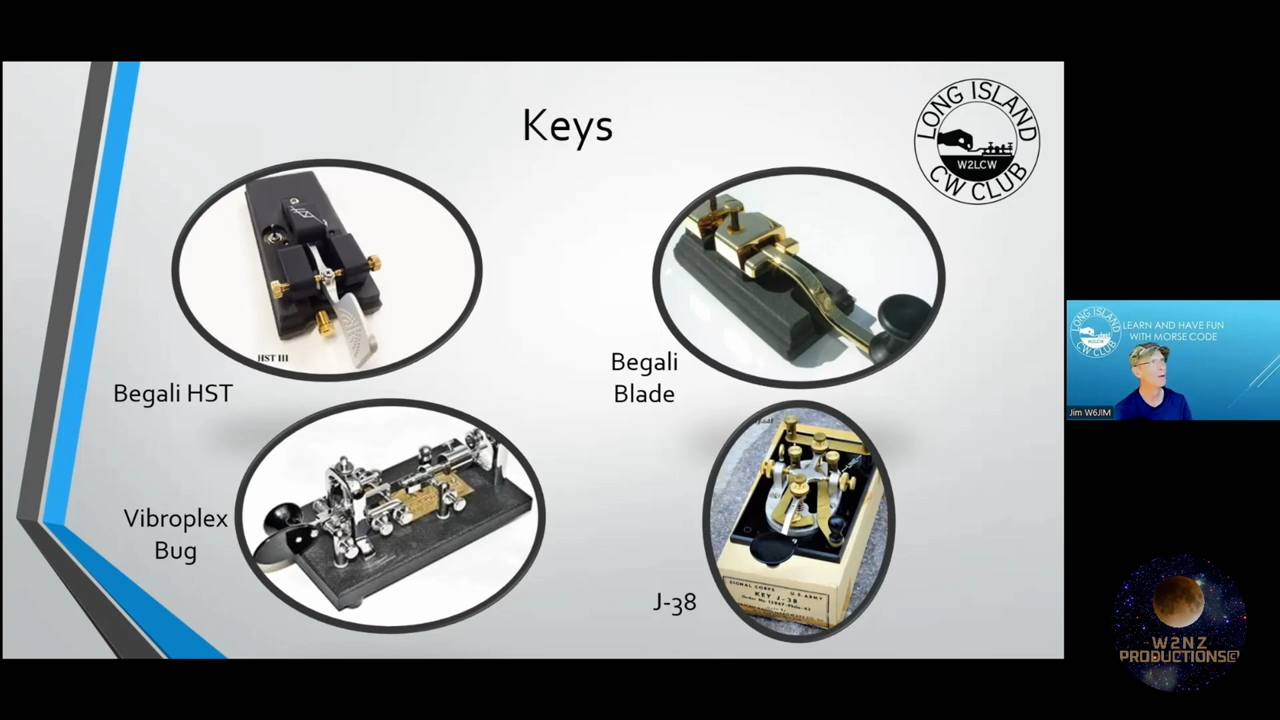 Keys
LONG ISLAND
W2LCW
CW CLUB
HST III
Begali HST
Begali
Blade
Vibroplex
Bug
J-38
SIGNAL CORPS U.S. ARMY
KEY J-38
LONG ISLAND
CW CLUB
LEARN AND HAVE FUN
WITH MORSE CODE
Jim W6JIM
W2NZ
PRODUCTIONS©